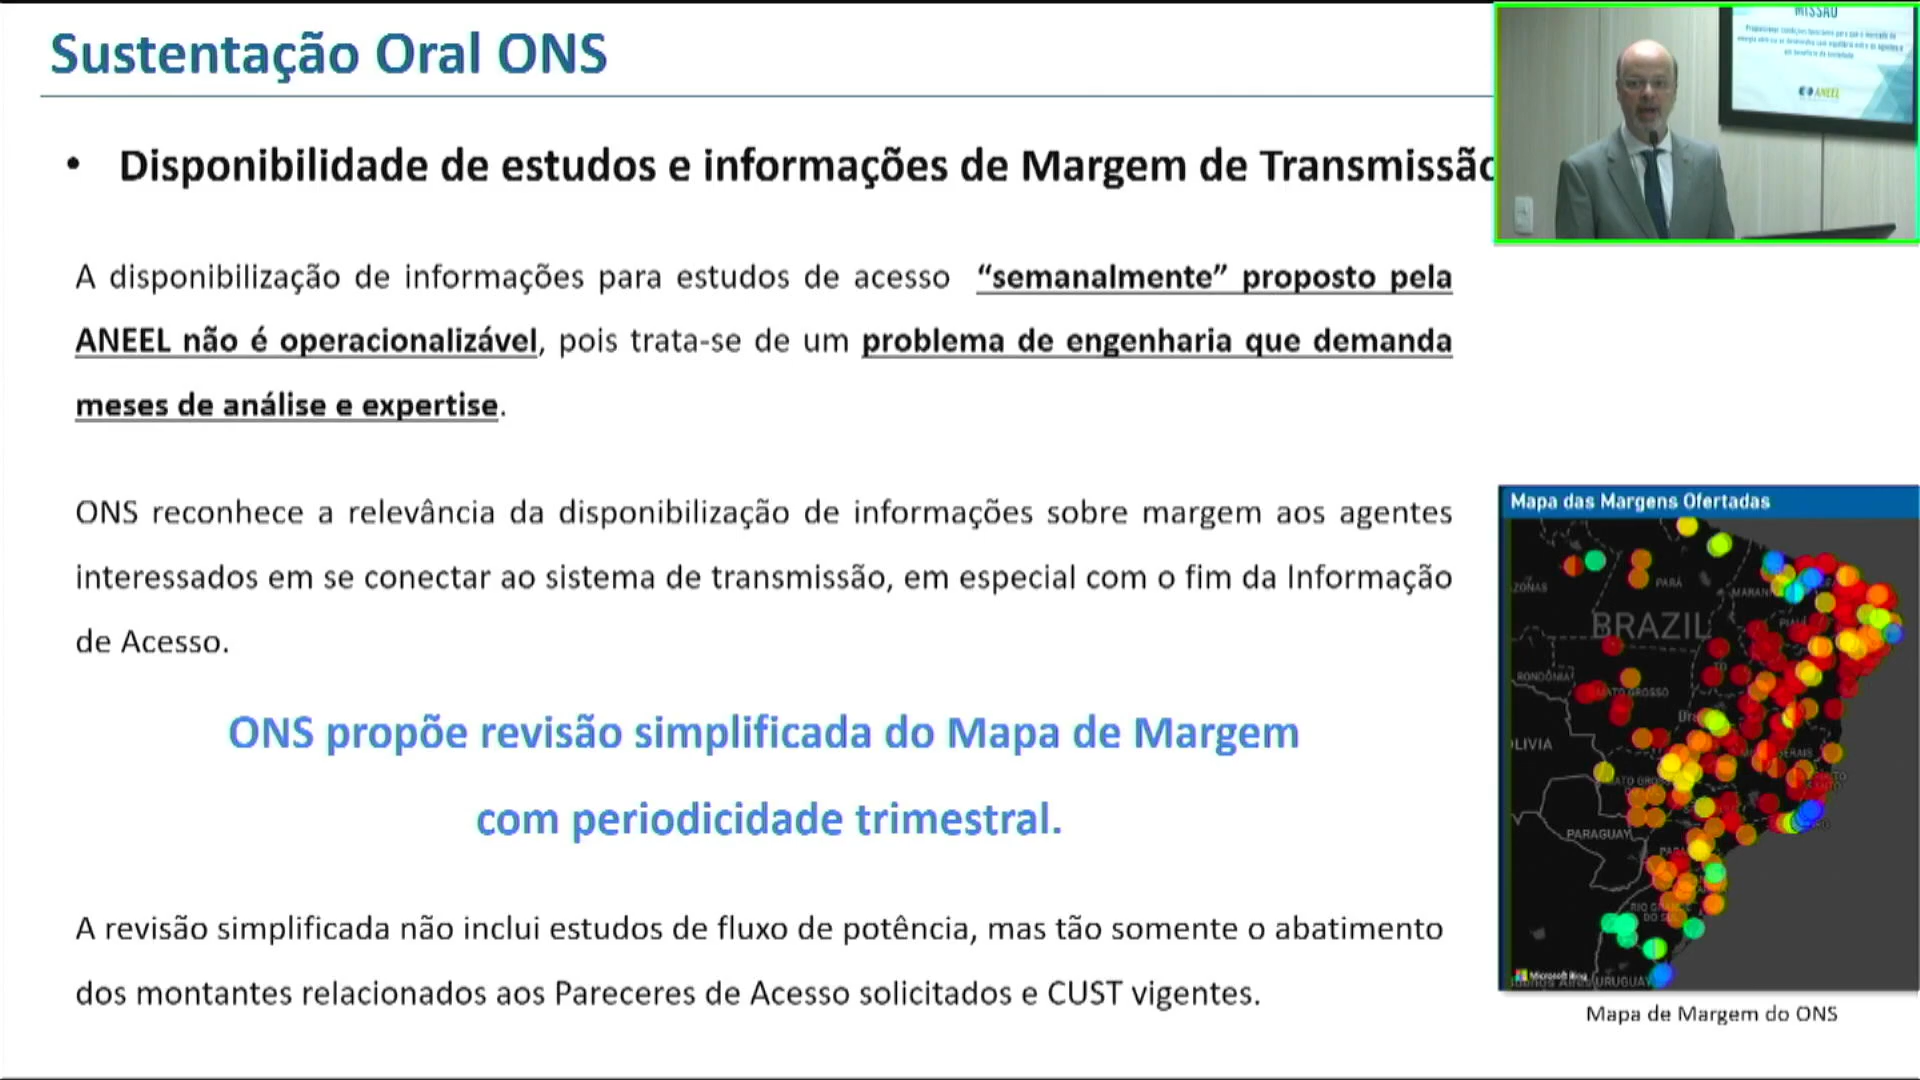 Sustentação Oral ONS
MISSÃO
ANEEL
• Disponibilidade de estudos e informações de Margem de Transmissão
A disponibilização de informações para estudos de acesso “semanalmente” proposto pela
ANEEL não é operacionalizável, pois trata-se de um problema de engenharia que demanda
meses de análise e expertise.
ONS reconhece a relevância da disponibilização de informações sobre margem aos agentes
interessados em se conectar ao sistema de transmissão, em especial com o fim da Informação
de Acesso.
ONS propõe revisão simplificada do Mapa de Margem
com periodicidade trimestral.
A revisão simplificada não inclui estudos de fluxo de potência, mas tão somente o abatimento
dos montantes relacionados aos Pareceres de Acesso solicitados e CUST vigentes.
Mapa das Margens Ofertadas
ZONAS
PARÁ
MARANH
BRAZIL
PIAUÍ
RONDÔNIA
TO
MATO GROSSO
OLIVIA
PARAGUAY
RIO GRANDE
DO SUL
Microsoft Bing
URUGUAY
Mapa de Margem do ONS